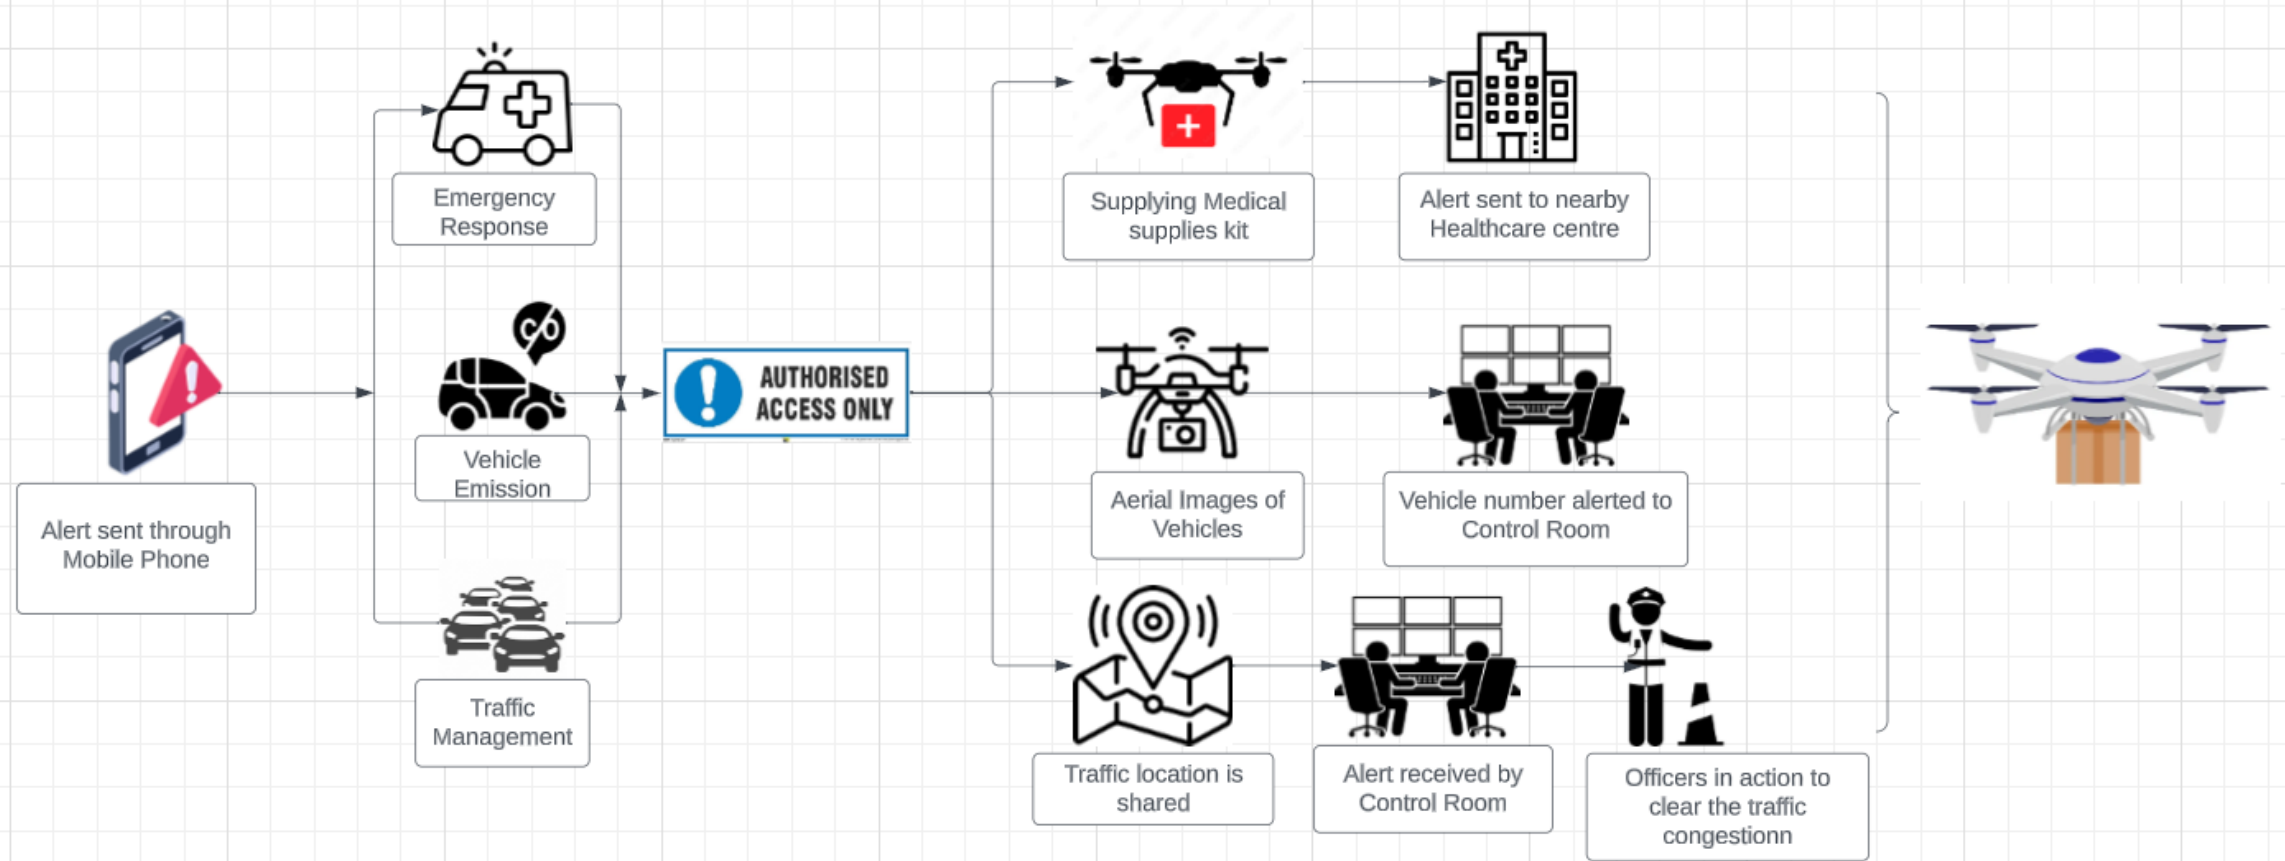 Emergency
Response
Supplying Medical
supplies kit
Alert sent to nearby
Healthcare centre
CO
Alert sent through
Mobile Phone
Vehicle
Emission
AUTHORISED
ACCESS ONLY
Aerial Images of
Vehicles
Vehicle number alerted to
Control Room
Traffic
Management
Traffic location is
shared
Alert received by
Control Room
Officers in action to
clear the traffic
congestionn